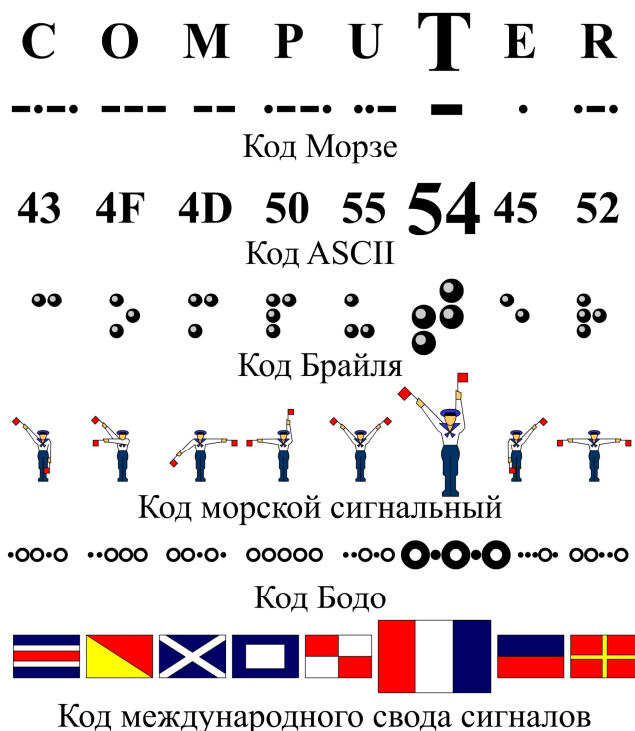 C O M P U T E R
Код Морзе
43 4F 4D 50 55 54 45 52
Код ASCII
Код Брайля
Код морской сигнальный
Код Бодо
Код международного свода сигналов